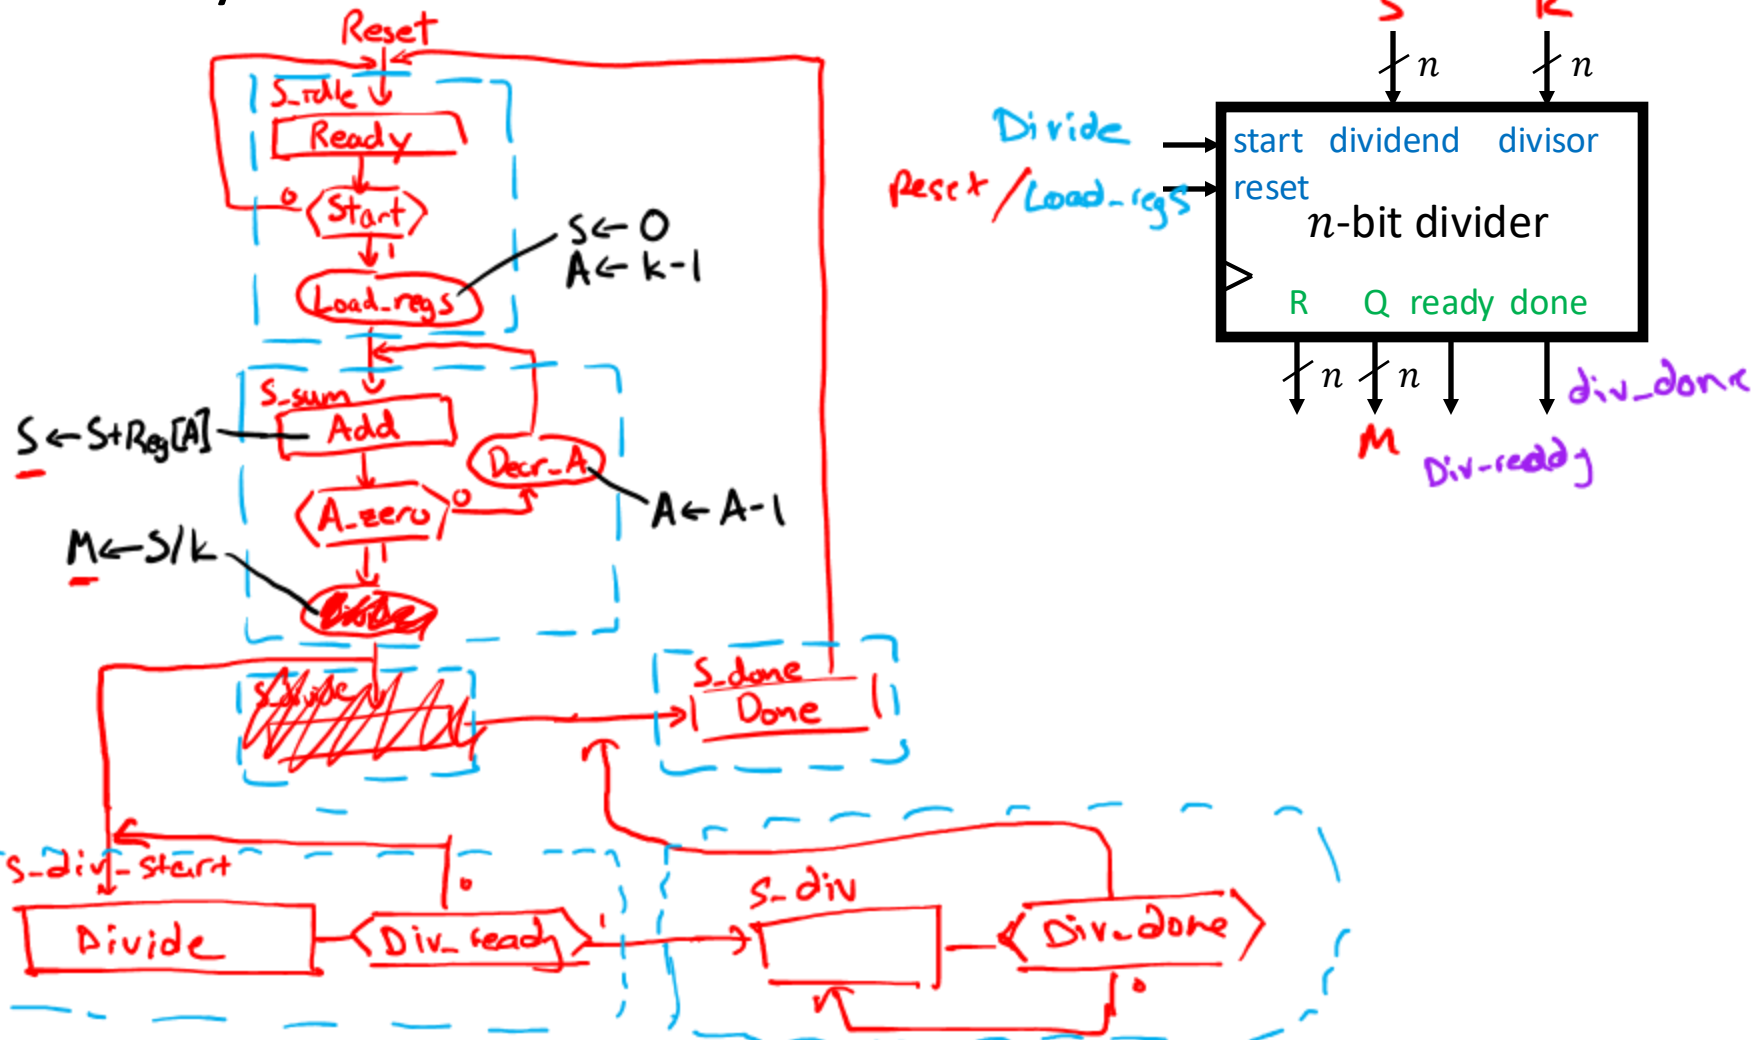 Reset
S_idle
Ready
0
Start
1
Load_regs
S ← 0
A ← k-1
S_sum
S ← S+Reg[A]
Add
Decr_A
A_zero
0
A ← A-1
1
M ← S/k
S_done
Done
S_div_start
0
Divide
Div_ready
1
S_div
Div_done
0
S
k
n
n
Divide
start dividend divisor
Reset / Load_regs
reset
n-bit divider
R Q ready done
n
n
div_done
M
Div-ready